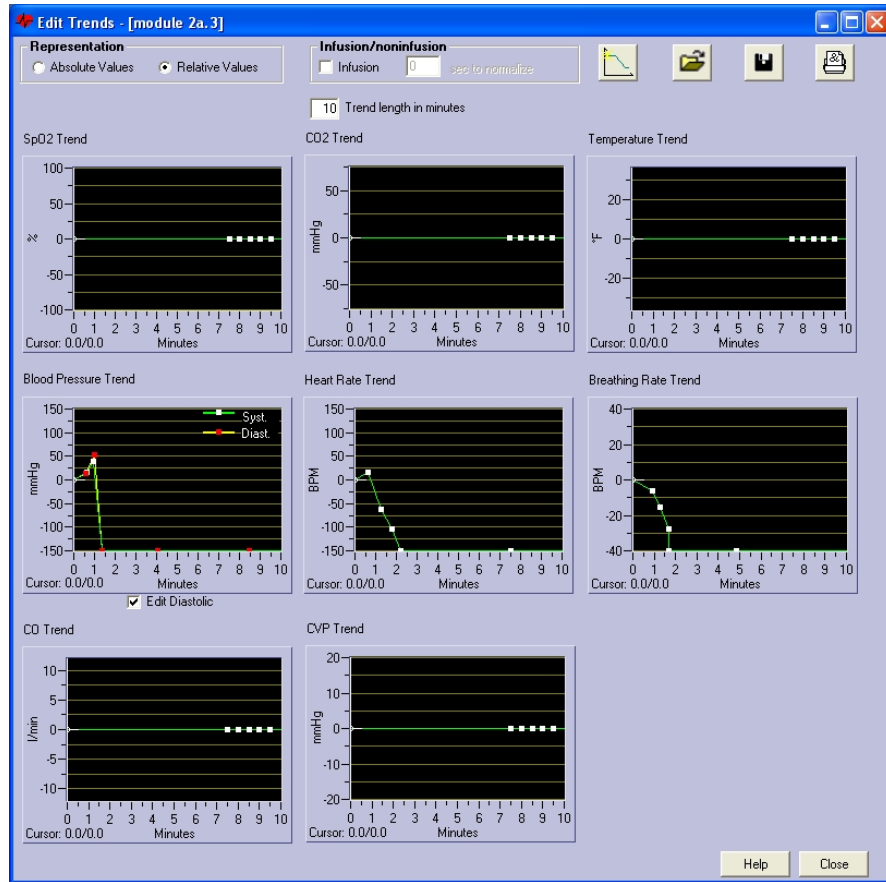 Edit Trends - [module 2a.3]
Representation
Absolute Values Relative Values
Infusion/noninfusion
Infusion 0 sec to normalize
10 Trend length in minutes
SpO2 Trend
100
50
0
-50
-100
%
0 1 2 3 4 5 6 7 8 9 10
Cursor: 0.0/0.0 Minutes
CO2 Trend
50
0
-50
mmHg
0 1 2 3 4 5 6 7 8 9 10
Cursor: 0.0/0.0 Minutes
Temperature Trend
20
0
-20
°F
0 1 2 3 4 5 6 7 8 9 10
Cursor: 0.0/0.0 Minutes
Blood Pressure Trend
150
100
50
0
-50
-100
-150
mmHg
Syst.
Diast.
0 1 2 3 4 5 6 7 8 9 10
Cursor: 0.0/0.0 Minutes
Edit Diastolic
Heart Rate Trend
150
100
50
0
-50
-100
-150
BPM
0 1 2 3 4 5 6 7 8 9 10
Cursor: 0.0/0.0 Minutes
Breathing Rate Trend
40
20
0
-20
-40
BPM
0 1 2 3 4 5 6 7 8 9 10
Cursor: 0.0/0.0 Minutes
CO Trend
10
5
0
-5
-10
l/min
0 1 2 3 4 5 6 7 8 9 10
Cursor: 0.0/0.0 Minutes
CVP Trend
20
10
0
-10
-20
mmHg
0 1 2 3 4 5 6 7 8 9 10
Cursor: 0.0/0.0 Minutes
Help Close